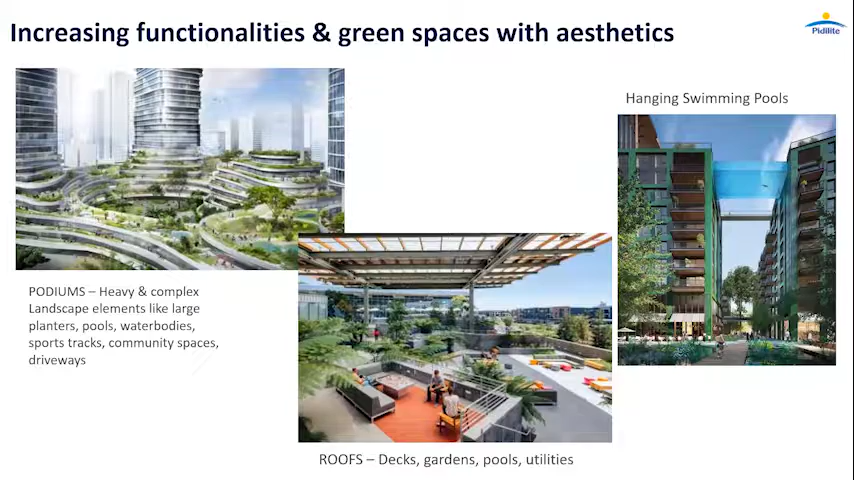 Increasing functionalities & green spaces with aesthetics
Pidilite
Hanging Swimming Pools
PODIUMS – Heavy & complex
Landscape elements like large
planters, pools, waterbodies,
sports tracks, community spaces,
driveways
ROOFS – Decks, gardens, pools, utilities